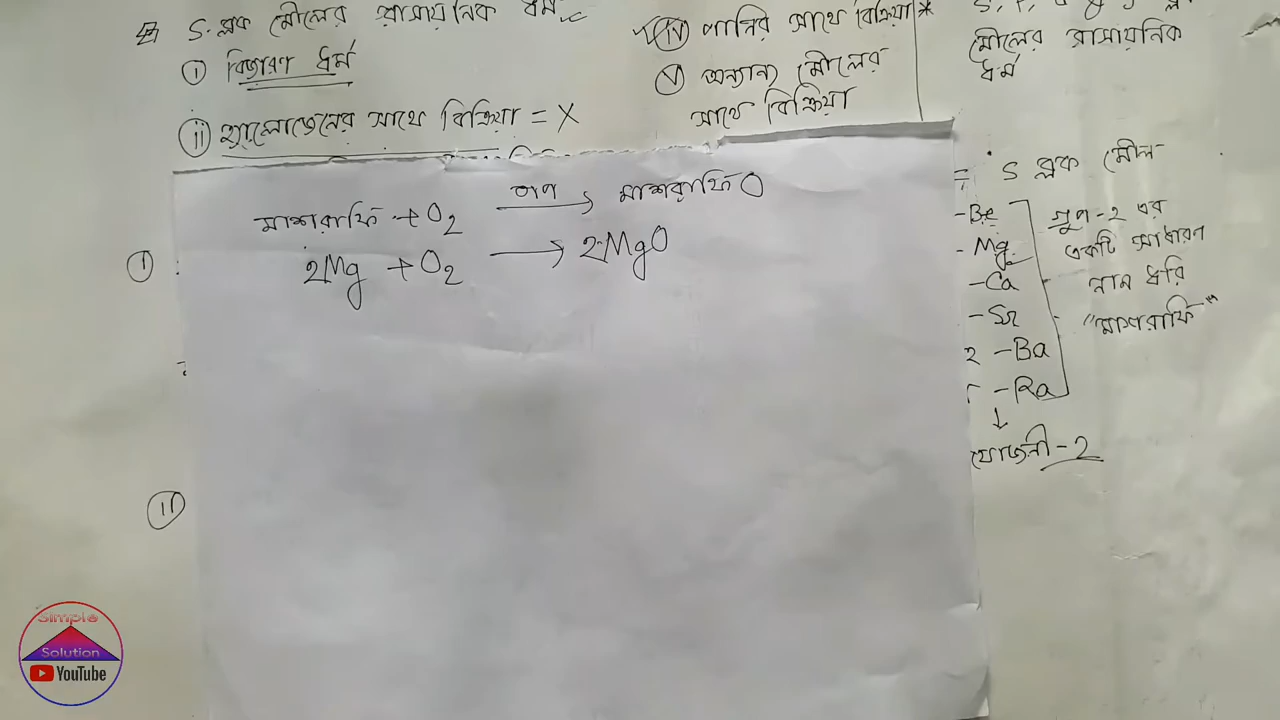 S. ব্লক মৌলের রাসায়নিক ধর্ম
(i) বিজারণ ধর্ম
(ii) হ্যালোজেনের সাথে বিক্রিয়া = X
(iv) পানির সাথে বিক্রিয়া *
(v) অন্যান্য মৌলের
সাথে বিক্রিয়া
মৌলের রাসায়নিক
ধর্ম
(i)
মাশরাফি + O2 তাপ → মাশরাফি O
2Mg + O2 → 2MgO
(ii)
= S ব্লক মৌল
-Be
-Mg
-Ca
-Sr
2 -Ba
-Ra
↓
যোজনী-2
গ্রুপ-2 এর
একটি সাধারণ
নাম ধরি
"মাশরাফি"
Simple
Solution
YouTube